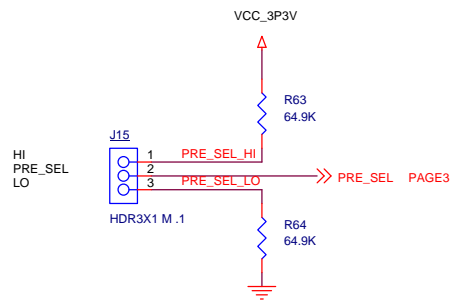 VCC_3P3V
R63
64.9K
J15
HI
PRE_SEL
LO
1
2
3
PRE_SEL_HI
PRE_SEL_LO
PRE_SEL PAGE3
HDR3X1 M .1
R64
64.9K